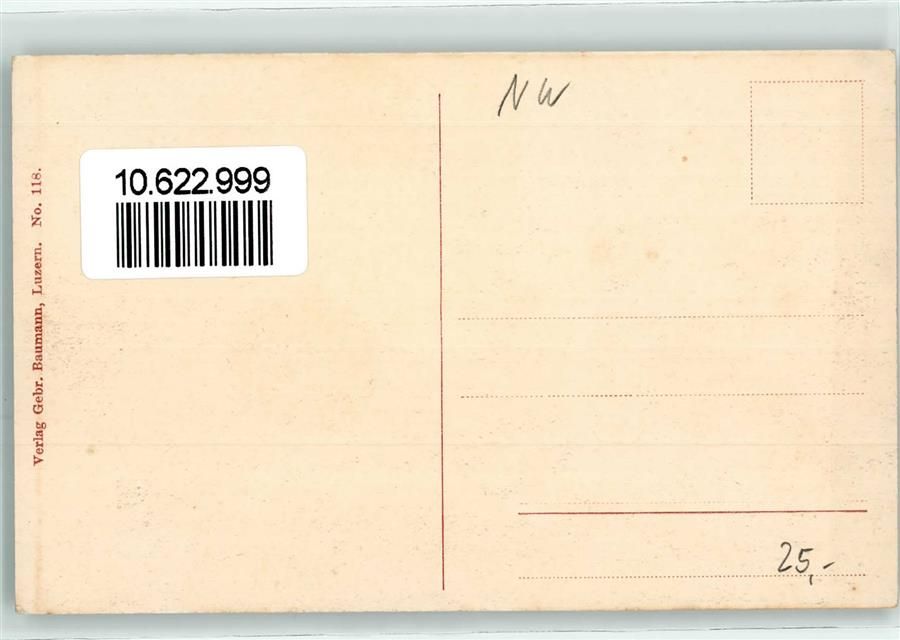 NW
10.622.999
Verlag Gebr. Baumann, Luzern. No. 118.
25,-